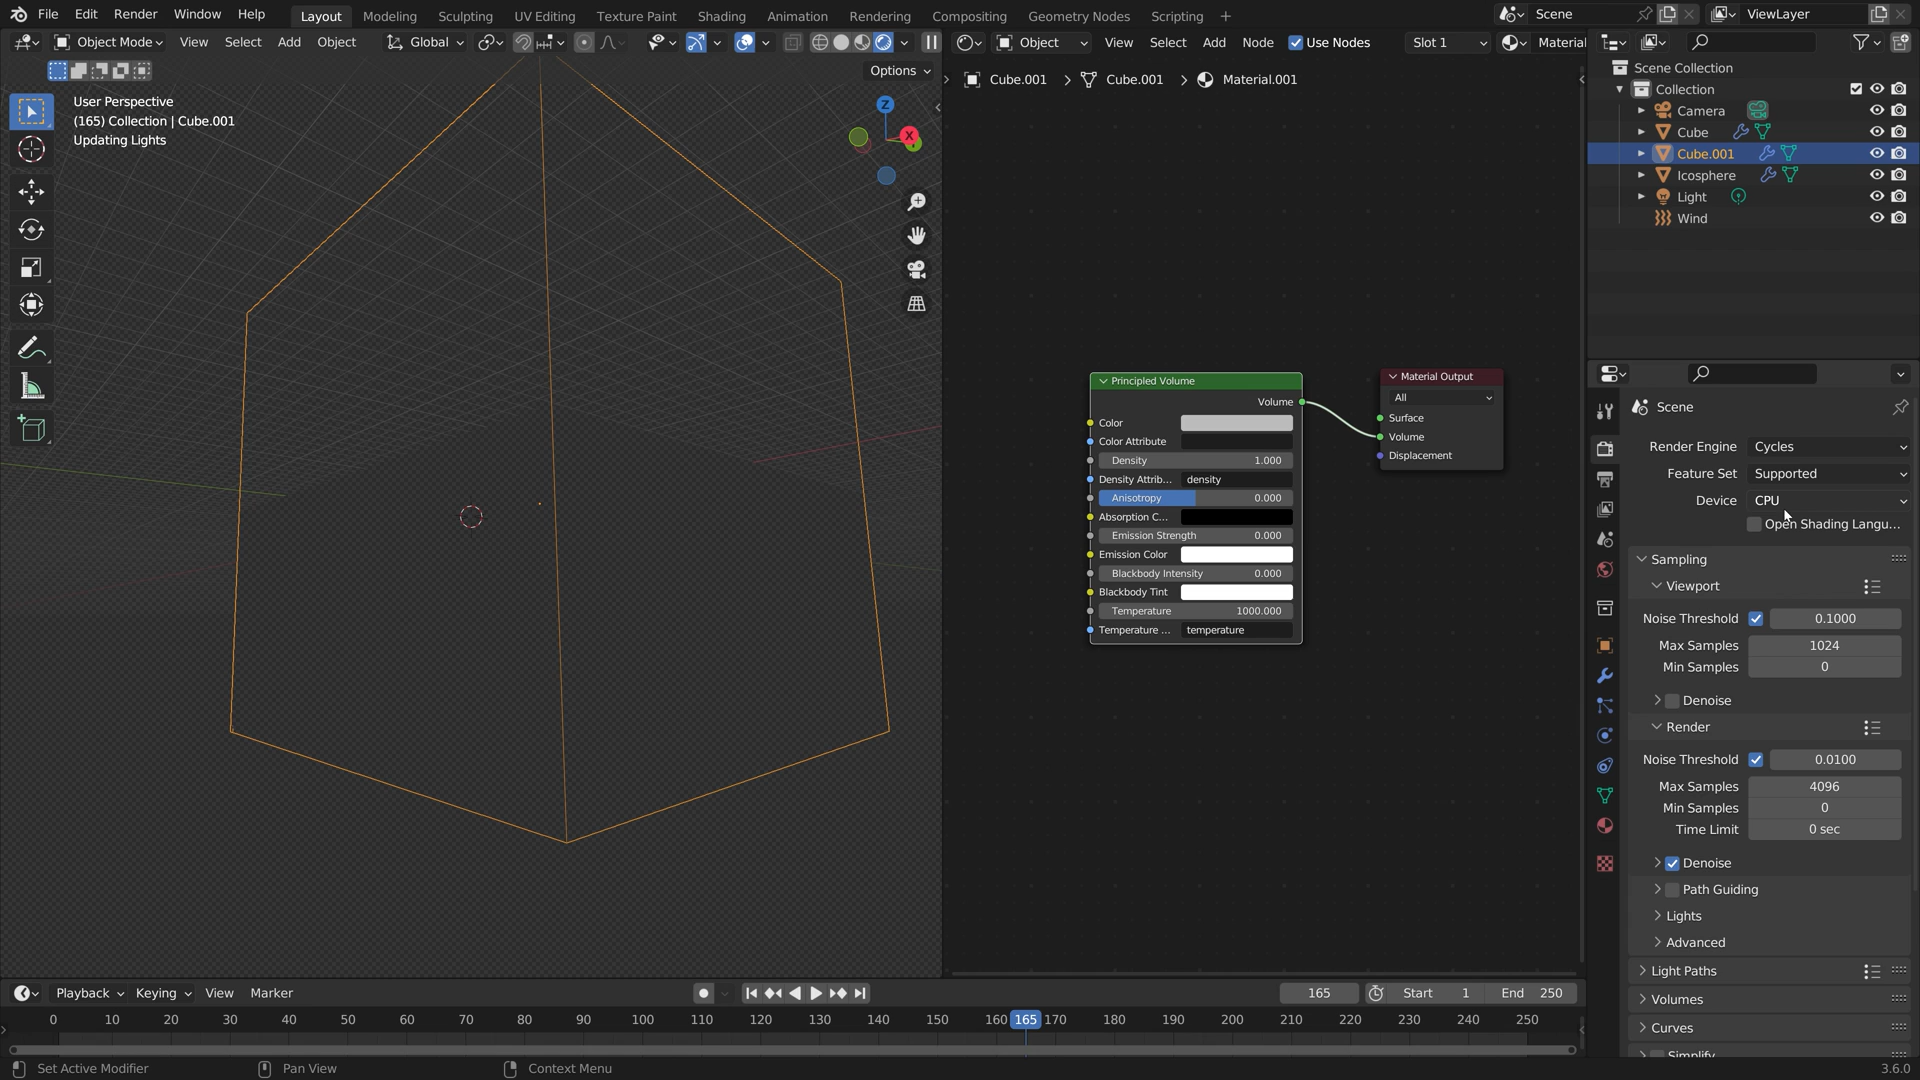 File Edit Render Window Help Layout Modeling Sculpting UV Editing Texture Paint Shading Animation Rendering Compositing Geometry Nodes Scripting + Scene ViewLayer
Object Mode View Select Add Object Global
Options
User Perspective
(165) Collection | Cube.001
Updating Lights
Z
X
Object View Select Add Node Use Nodes Slot 1 Material
Cube.001 > Cube.001 > Material.001
Principled Volume
Volume
Color
Color Attribute
Density 1.000
Density Attrib... density
Anisotropy 0.000
Absorption C...
Emission Strength 0.000
Emission Color
Blackbody Intensity 0.000
Blackbody Tint
Temperature 1000.000
Temperature ... temperature
Material Output
All
Surface
Volume
Displacement
Scene Collection
Collection
Camera
Cube
Cube.001
Icosphere
Light
Wind
Scene
Render Engine Cycles
Feature Set Supported
Device CPU
Open Shading Langu...
Sampling
Viewport
Noise Threshold 0.1000
Max Samples 1024
Min Samples 0
Denoise
Render
Noise Threshold 0.0100
Max Samples 4096
Min Samples 0
Time Limit 0 sec
Denoise
Path Guiding
Lights
Advanced
Light Paths
Volumes
Curves
Simplify
Playback Keying View Marker 165 Start 1 End 250
0 10 20 30 40 50 60 70 80 90 100 110 120 130 140 150 160 165 170 180 190 200 210 220 230 240 250
Set Active Modifier Pan View Context Menu 3.6.0